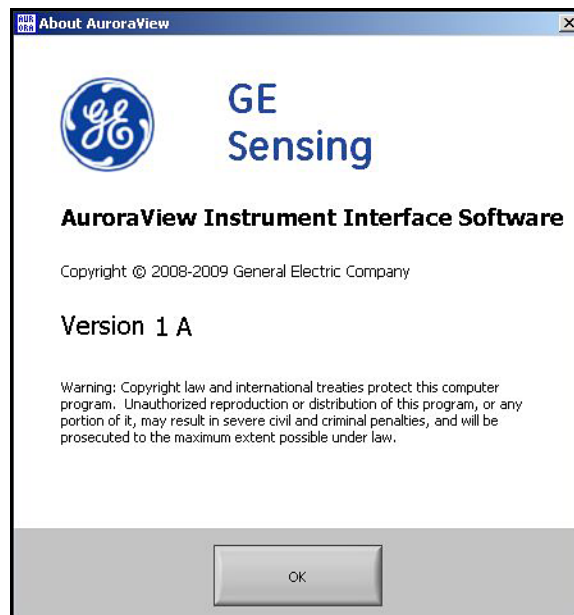 AUR
ORA
About AuroraView
GE
GE
Sensing
AuroraView Instrument Interface Software
Copyright © 2008-2009 General Electric Company
Version 1 A
Warning: Copyright law and international treaties protect this computer
program.  Unauthorized reproduction or distribution of this program, or any
portion of it, may result in severe civil and criminal penalties, and will be
prosecuted to the maximum extent possible under law.
OK